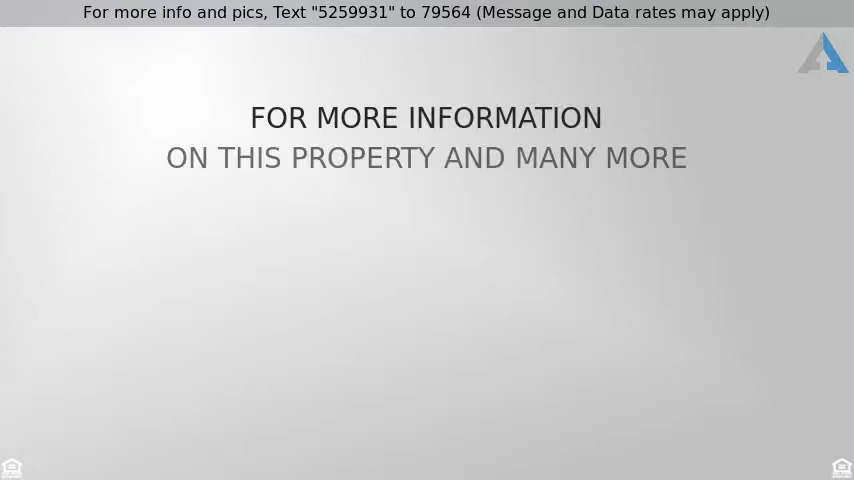 For more info and pics, Text "5259931" to 79564 (Message and Data rates may apply)
FOR MORE INFORMATION
ON THIS PROPERTY AND MANY MORE